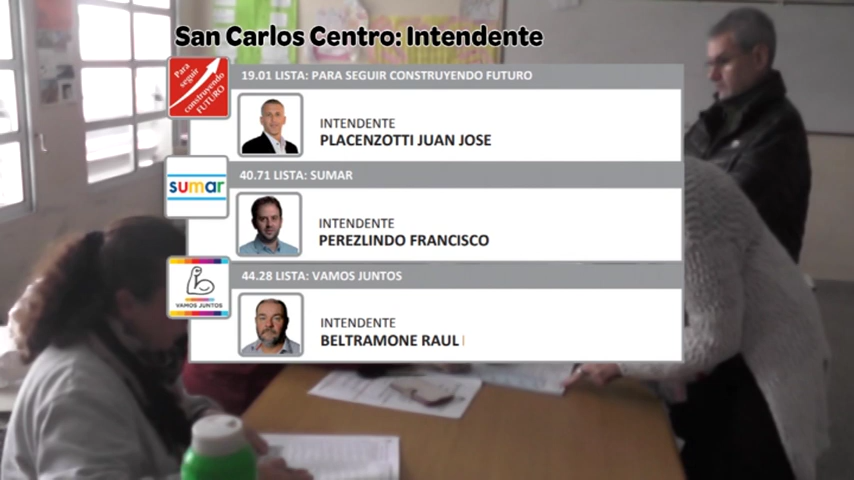 San Carlos Centro: Intendente
Para
seguir
construyendo
FUTURO
19.01 LISTA: PARA SEGUIR CONSTRUYENDO FUTURO
INTENDENTE
PLACENZOTTI JUAN JOSE
sumar
40.71 LISTA: SUMAR
INTENDENTE
PEREZLINDO FRANCISCO
VAMOS JUNTOS
44.28 LISTA: VAMOS JUNTOS
INTENDENTE
BELTRAMONE RAUL